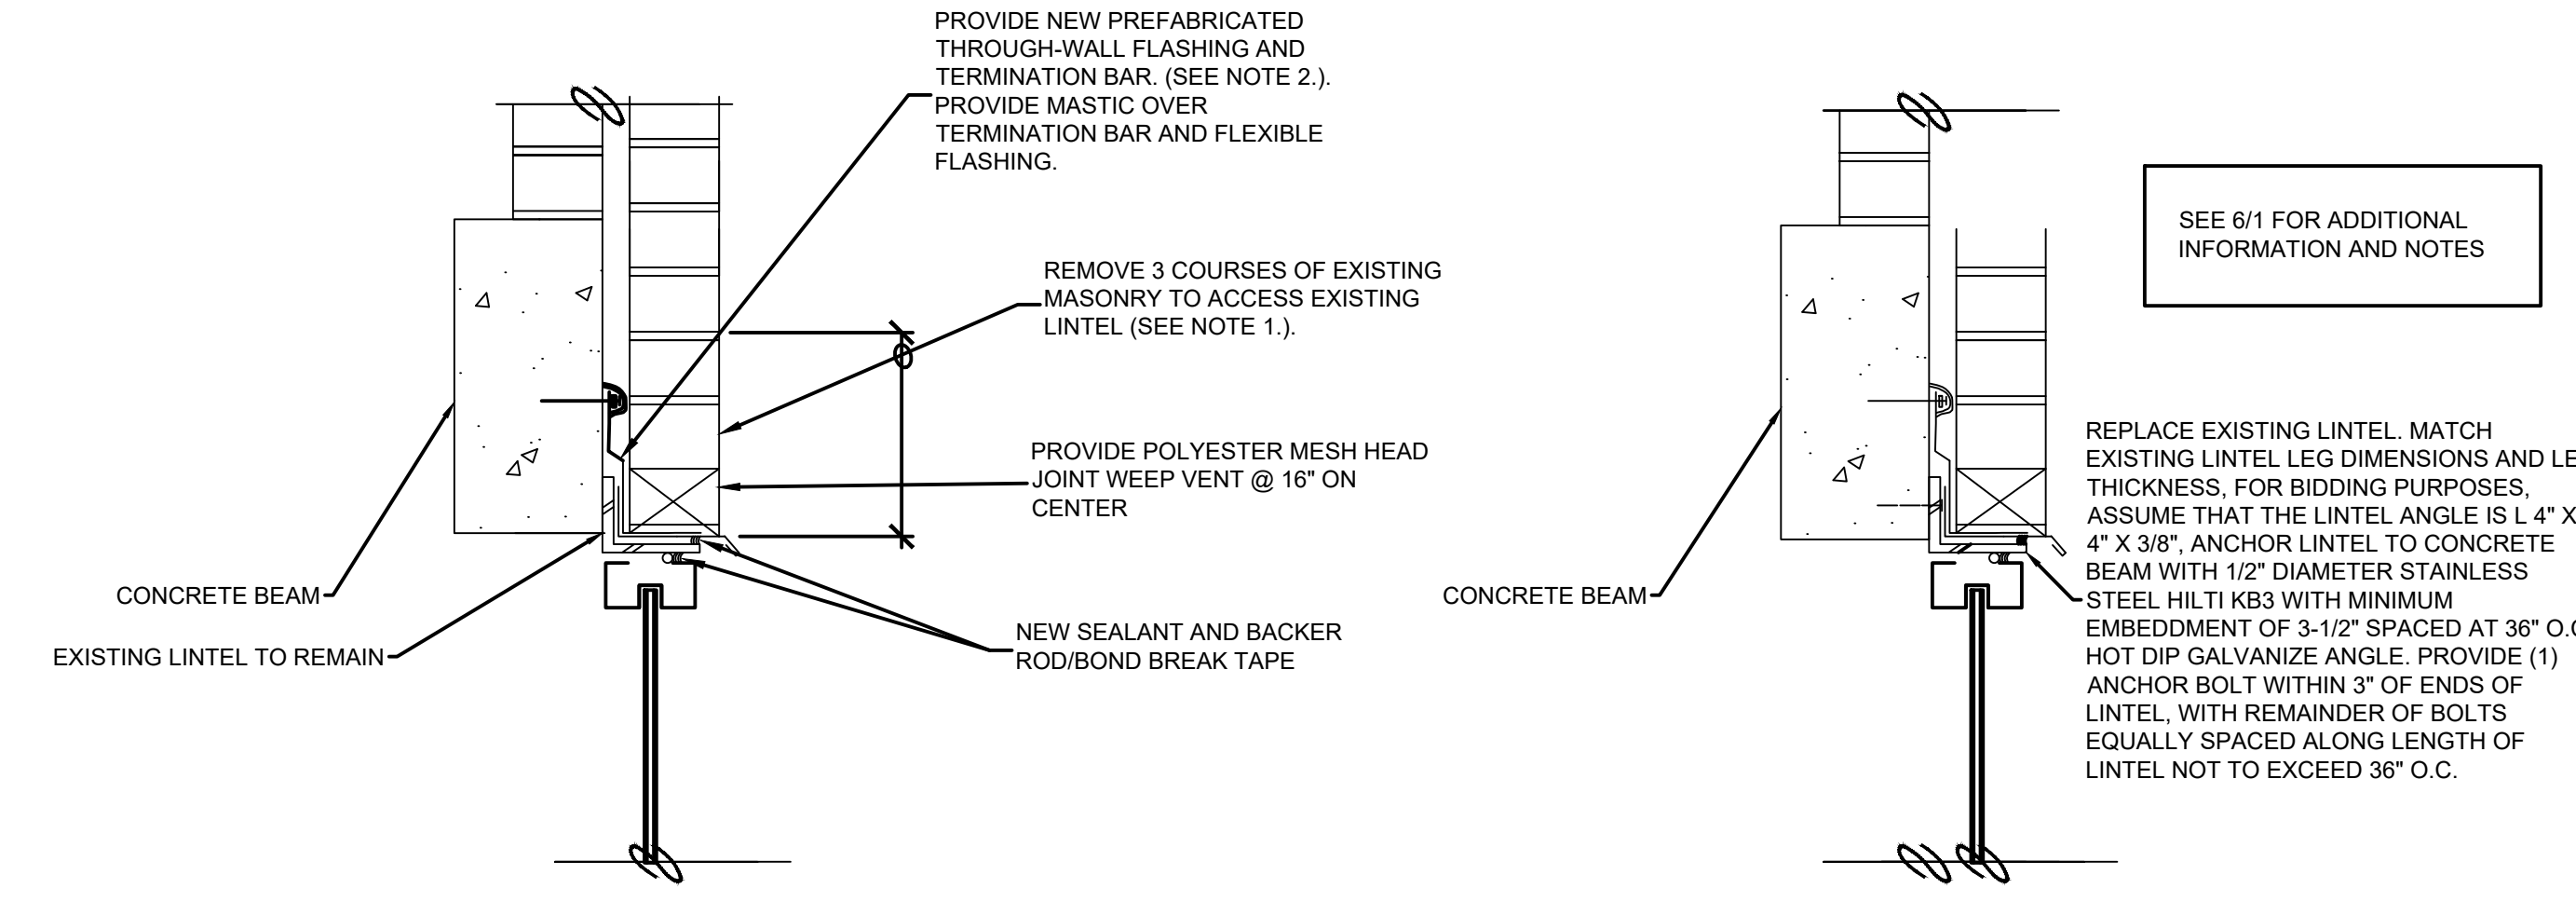 PROVIDE NEW PREFABRICATED
THROUGH-WALL FLASHING AND
TERMINATION BAR. (SEE NOTE 2.).
PROVIDE MASTIC OVER
TERMINATION BAR AND FLEXIBLE
FLASHING.
REMOVE 3 COURSES OF EXISTING
MASONRY TO ACCESS EXISTING
LINTEL (SEE NOTE 1.).
PROVIDE POLYESTER MESH HEAD
JOINT WEEP VENT @ 16" ON
CENTER
CONCRETE BEAM
EXISTING LINTEL TO REMAIN
NEW SEALANT AND BACKER
ROD/BOND BREAK TAPE
SEE 6/1 FOR ADDITIONAL
INFORMATION AND NOTES
CONCRETE BEAM
REPLACE EXISTING LINTEL. MATCH
EXISTING LINTEL LEG DIMENSIONS AND
THICKNESS, FOR BIDDING PURPOSES,
ASSUME THAT THE LINTEL ANGLE IS L 4" X
4" X 3/8", ANCHOR LINTEL TO CONCRETE
BEAM WITH 1/2" DIAMETER STAINLESS
STEEL HILTI KB3 WITH MINIMUM
EMBEDDMENT OF 3-1/2" SPACED AT 36"
HOT DIP GALVANIZE ANGLE. PROVIDE (1)
ANCHOR BOLT WITHIN 3" OF ENDS OF
LINTEL, WITH REMAINDER OF BOLTS
EQUALLY SPACED ALONG LENGTH OF
LINTEL NOT TO EXCEED 36" O.C.